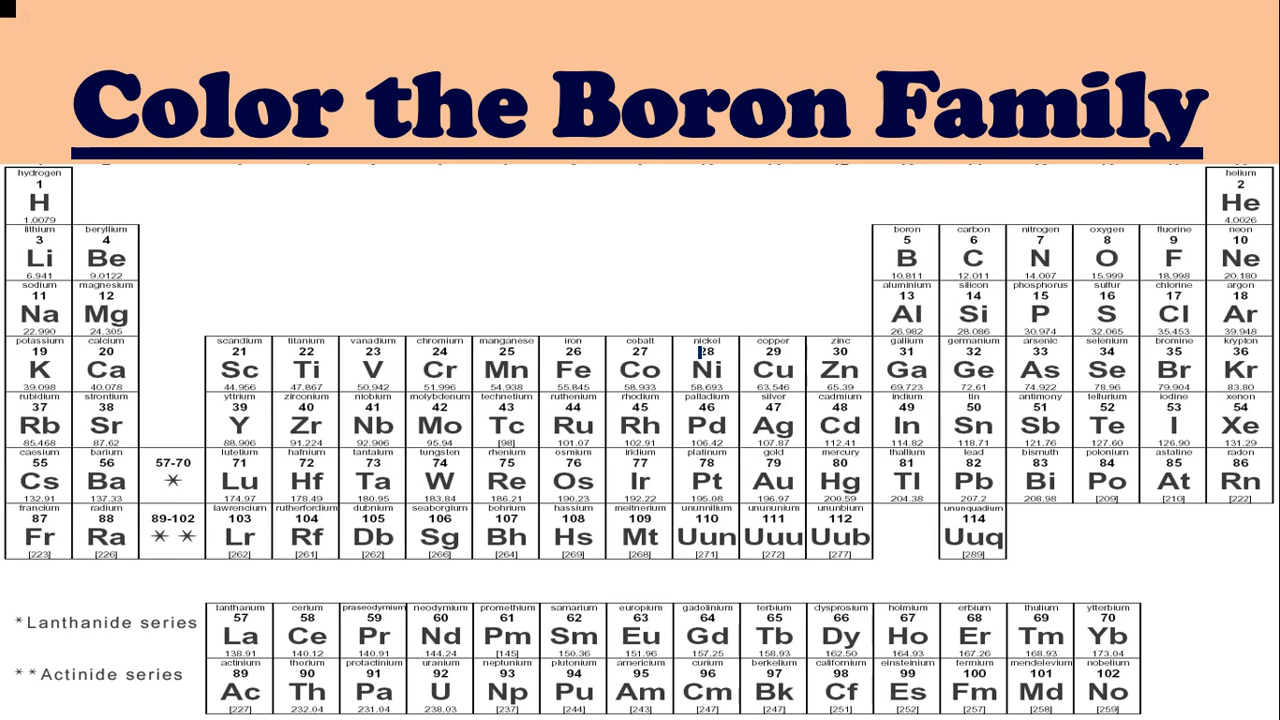 Color the Boron Family
hydrogen helium
1 2
H He
1.0079 4.0026
lithium beryllium boron carbon nitrogen oxygen fluorine neon
3 4 5 6 7 8 9 10
Li Be B C N O F Ne
6.941 9.0122 10.811 12.011 14.007 15.999 18.998 20.180
sodium magnesium aluminium silicon phosphorus sulfur chlorine argon
11 12 13 14 15 16 17 18
Na Mg Al Si P S Cl Ar
22.990 24.305 26.982 28.086 30.974 32.065 35.453 39.948
potassium calcium scandium titanium vanadium chromium manganese iron cobalt nickel copper zinc gallium germanium arsenic selenium bromine krypton
19 20 21 22 23 24 25 26 27 28 29 30 31 32 33 34 35 36
K Ca Sc Ti V Cr Mn Fe Co Ni Cu Zn Ga Ge As Se Br Kr
39.098 40.078 44.956 47.867 50.942 51.996 54.938 55.845 58.933 58.693 63.546 65.39 69.723 72.61 74.922 78.96 79.904 83.80
rubidium strontium yttrium zirconium niobium molybdenum technetium ruthenium rhodium palladium silver cadmium indium tin antimony tellurium iodine xenon
37 38 39 40 41 42 43 44 45 46 47 48 49 50 51 52 53 54
Rb Sr Y Zr Nb Mo Tc Ru Rh Pd Ag Cd In Sn Sb Te I Xe
85.468 87.62 88.906 91.224 92.906 95.94 [98] 101.07 102.91 106.42 107.87 112.41 114.82 118.71 121.76 127.60 126.90 131.29
caesium barium lutetium hafnium tantalum tungsten rhenium osmium iridium platinum gold mercury thallium lead bismuth polonium astatine radon
55 56 57-70 71 72 73 74 75 76 77 78 79 80 81 82 83 84 85 86
Cs Ba * Lu Hf Ta W Re Os Ir Pt Au Hg Tl Pb Bi Po At Rn
132.91 137.33 174.97 178.49 180.95 183.84 186.21 190.23 192.22 195.08 196.97 200.59 204.38 207.2 208.98 [209] [210] [222]
francium radium lawrencium rutherfordium dubnium seaborgium bohrium hassium meitnerium ununnilium unununium ununbium ununquadium
87 88 89-102 103 104 105 106 107 108 109 110 111 112 114
Fr Ra * * Lr Rf Db Sg Bh Hs Mt Uun Uuu Uub Uuq
[223] [226] [262] [261] [262] [266] [264] [269] [268] [271] [272] [277] [289]
lanthanum cerium praseodymium neodymium promethium samarium europium gadolinium terbium dysprosium holmium erbium thulium ytterbium
57 58 59 60 61 62 63 64 65 66 67 68 69 70
*Lanthanide series La Ce Pr Nd Pm Sm Eu Gd Tb Dy Ho Er Tm Yb
138.91 140.12 140.91 144.24 [145] 150.36 151.96 157.25 158.93 162.50 164.93 167.26 168.93 173.04
actinium thorium protactinium uranium neptunium plutonium americium curium berkelium californium einsteinium fermium mendelevium nobelium
89 90 91 92 93 94 95 96 97 98 99 100 101 102
**Actinide series Ac Th Pa U Np Pu Am Cm Bk Cf Es Fm Md No
[227] 232.04 231.04 238.03 [237] [244] [243] [247] [247] [251] [252] [257] [258] [259]